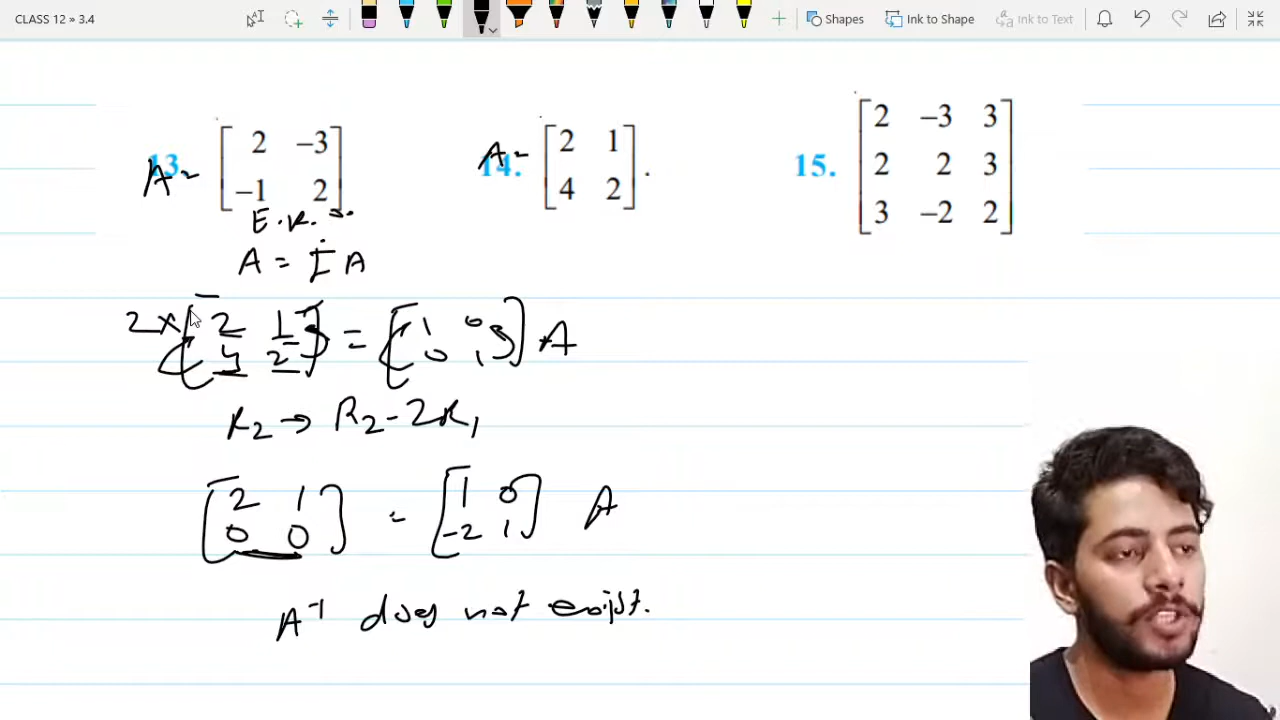 CLASS 12 » 3.4
Shapes
Ink to Shape
Ink to Text
13. A = [ 2 -3
-1 2 ]
14. A = [ 2 1
4 2 ] .
15. [ 2 -3 3
2 2 3
3 -2 2 ]
E.R.O.
A = I A
2x [ 2 1
4 2 ] = [ 1 0
0 1 ] A
R2 → R2 - 2R1
[ 2 1
0 0 ] = [ 1 0
-2 1 ] A
A⁻¹ does not exist.